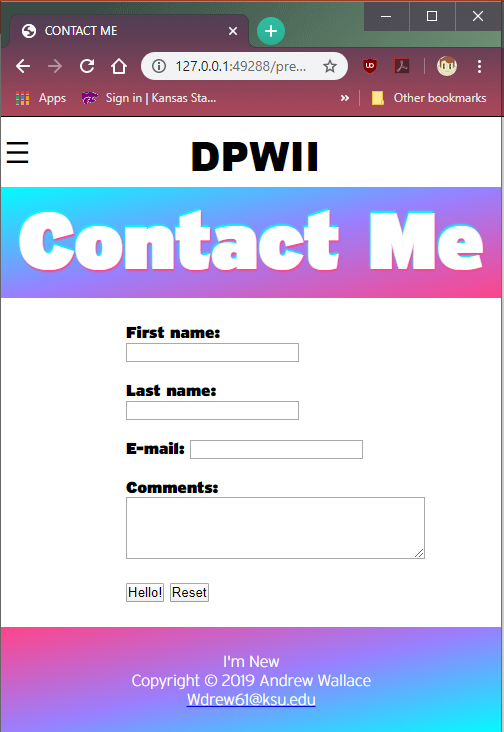 CONTACT ME
127.0.0.1:49288/pre...
Apps Sign in | Kansas Sta... » Other bookmarks
DPWII
Contact Me
First name:
Last name:
E-mail:
Comments:
Hello! Reset
I'm New
Copyright © 2019 Andrew Wallace
Wdrew61@ksu.edu